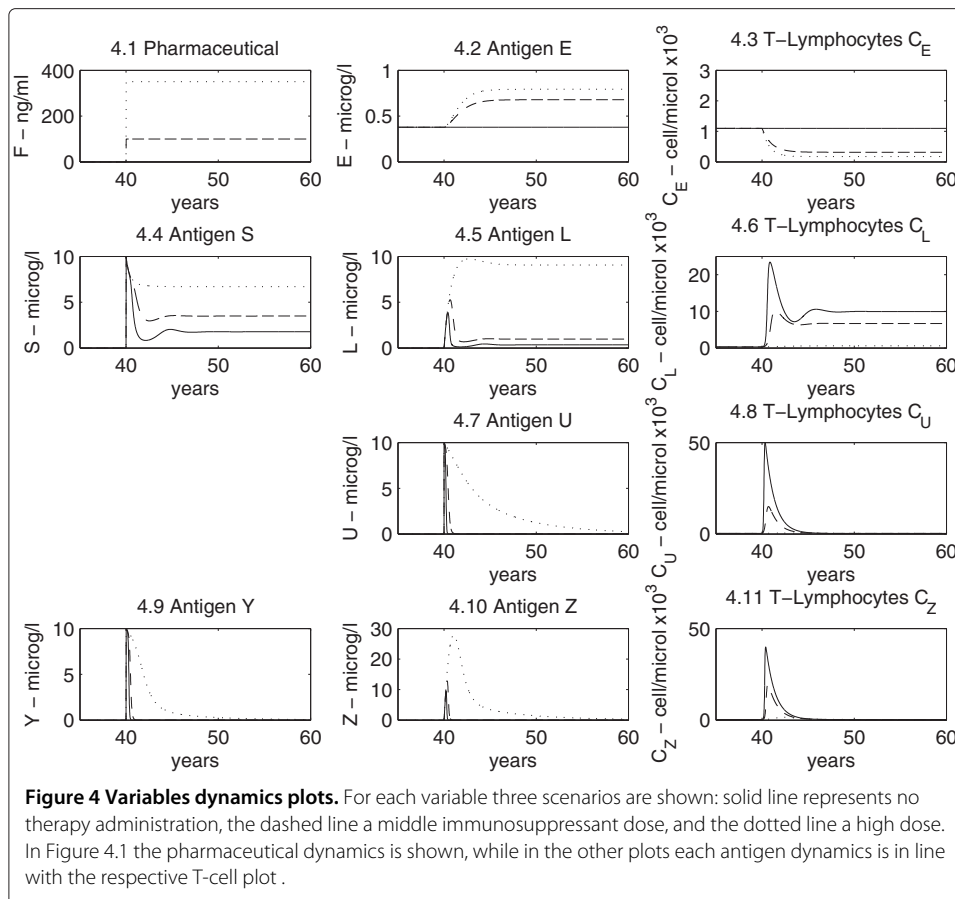 4.1 Pharmaceutical
F − ng/ml
400
200
0
40 50 60
years
4.2 Antigen E
E − microg/l
1
0.5
0
40 50 60
years
4.3 T−Lymphocytes C_E
C_E − cell/microl x10^3
3
2
1
0
40 50 60
years
4.4 Antigen S
S − microg/l
10
5
0
40 50 60
years
4.5 Antigen L
L − microg/l
10
5
0
40 50 60
years
4.6 T−Lymphocytes C_L
C_L − cell/microl x10^3
20
10
0
40 50 60
years
4.7 Antigen U
U − microg/l
10
5
0
40 50 60
years
4.8 T−Lymphocytes C_U
C_U − cell/microl x10^3
50
0
40 50 60
years
4.9 Antigen Y
Y − microg/l
10
5
0
40 50 60
years
4.10 Antigen Z
Z − microg/l
30
20
10
0
40 50 60
years
4.11 T−Lymphocytes C_Z
C_Z − cell/microl x10^3
50
0
40 50 60
years
Figure 4 Variables dynamics plots. For each variable three scenarios are shown: solid line represents no
therapy administration, the dashed line a middle immunosuppressant dose, and the dotted line a high dose.
In Figure 4.1 the pharmaceutical dynamics is shown, while in the other plots each antigen dynamics is in line
with the respective T-cell plot .